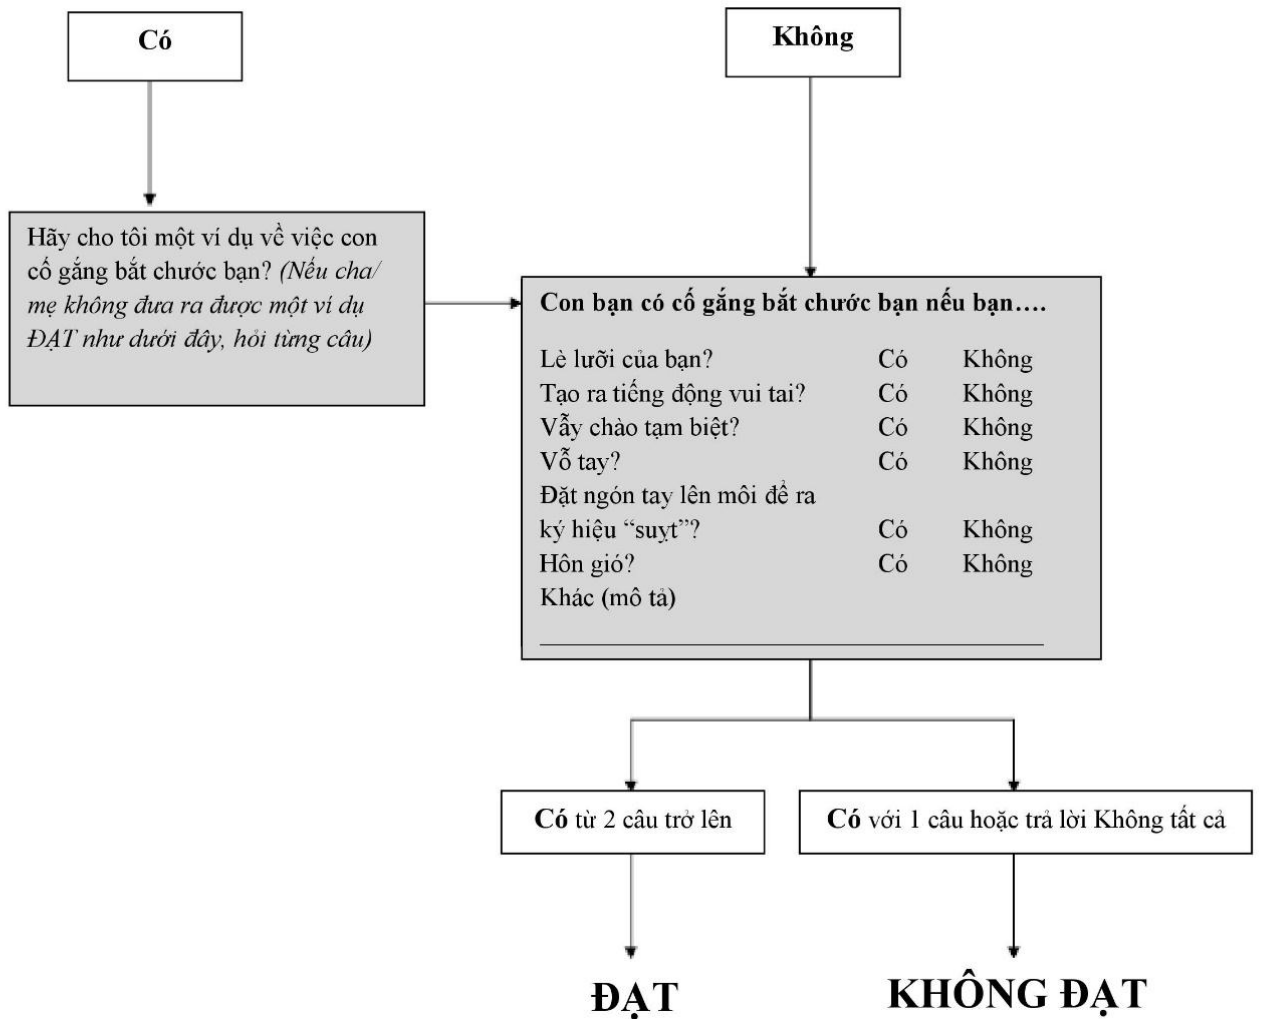 Có
Không
Hãy cho tôi một ví dụ về việc con
cố gắng bắt chước bạn? (Nếu cha/
mẹ không đưa ra được một ví dụ
ĐẠT như dưới đây, hỏi từng câu)
Con bạn có cố gắng bắt chước bạn nếu bạn….
Lè lưỡi của bạn? Có Không
Tạo ra tiếng động vui tai? Có Không
Vẫy chào tạm biệt? Có Không
Vỗ tay? Có Không
Đặt ngón tay lên môi để ra
ký hiệu “suỵt”? Có Không
Hôn gió? Có Không
Khác (mô tả)
Có từ 2 câu trở lên
Có với 1 câu hoặc trả lời Không tất cả
ĐẠT
KHÔNG ĐẠT